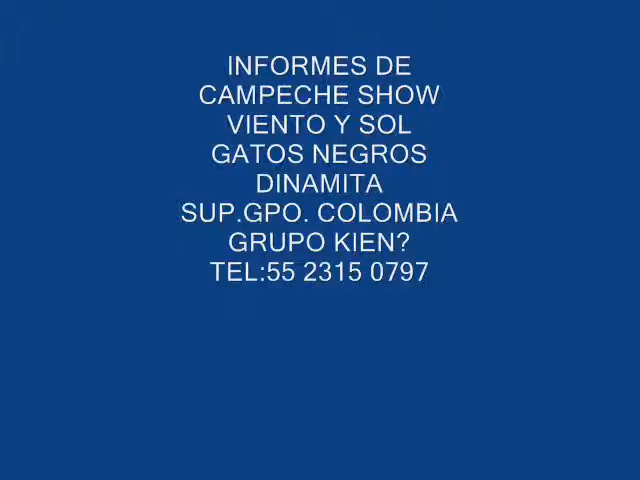 INFORMES DE
CAMPECHE SHOW
VIENTO Y SOL
GATOS NEGROS
DINAMITA
SUP.GPO. COLOMBIA
GRUPO KIEN?
TEL:55 2315 0797